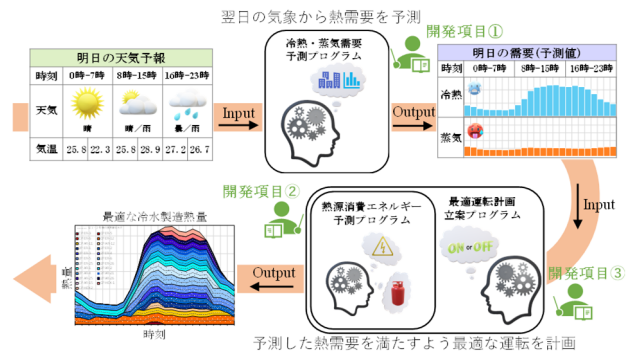 翌日の気象から熱需要を予測
開発項目①
明日の天気予報
時刻 0時-7時 8時-15時 16時-23時
天気
晴 晴/雨 曇/雨
気温 25.8 22.3 25.8 28.9 27.2 26.7
Input
冷熱・蒸気需要
予測プログラム
Output
明日の需要(予測値)
時刻 0時-7時 8時-15時 16時-23時
冷熱
蒸気
Input
開発項目②
熱源消費エネルギー
予測プログラム
最適運転計画
立案プログラム
ON or OFF
開発項目③
Output
最適な冷水製造熱量
熱量
時刻
予測した熱需要を満たすよう最適な運転を計画